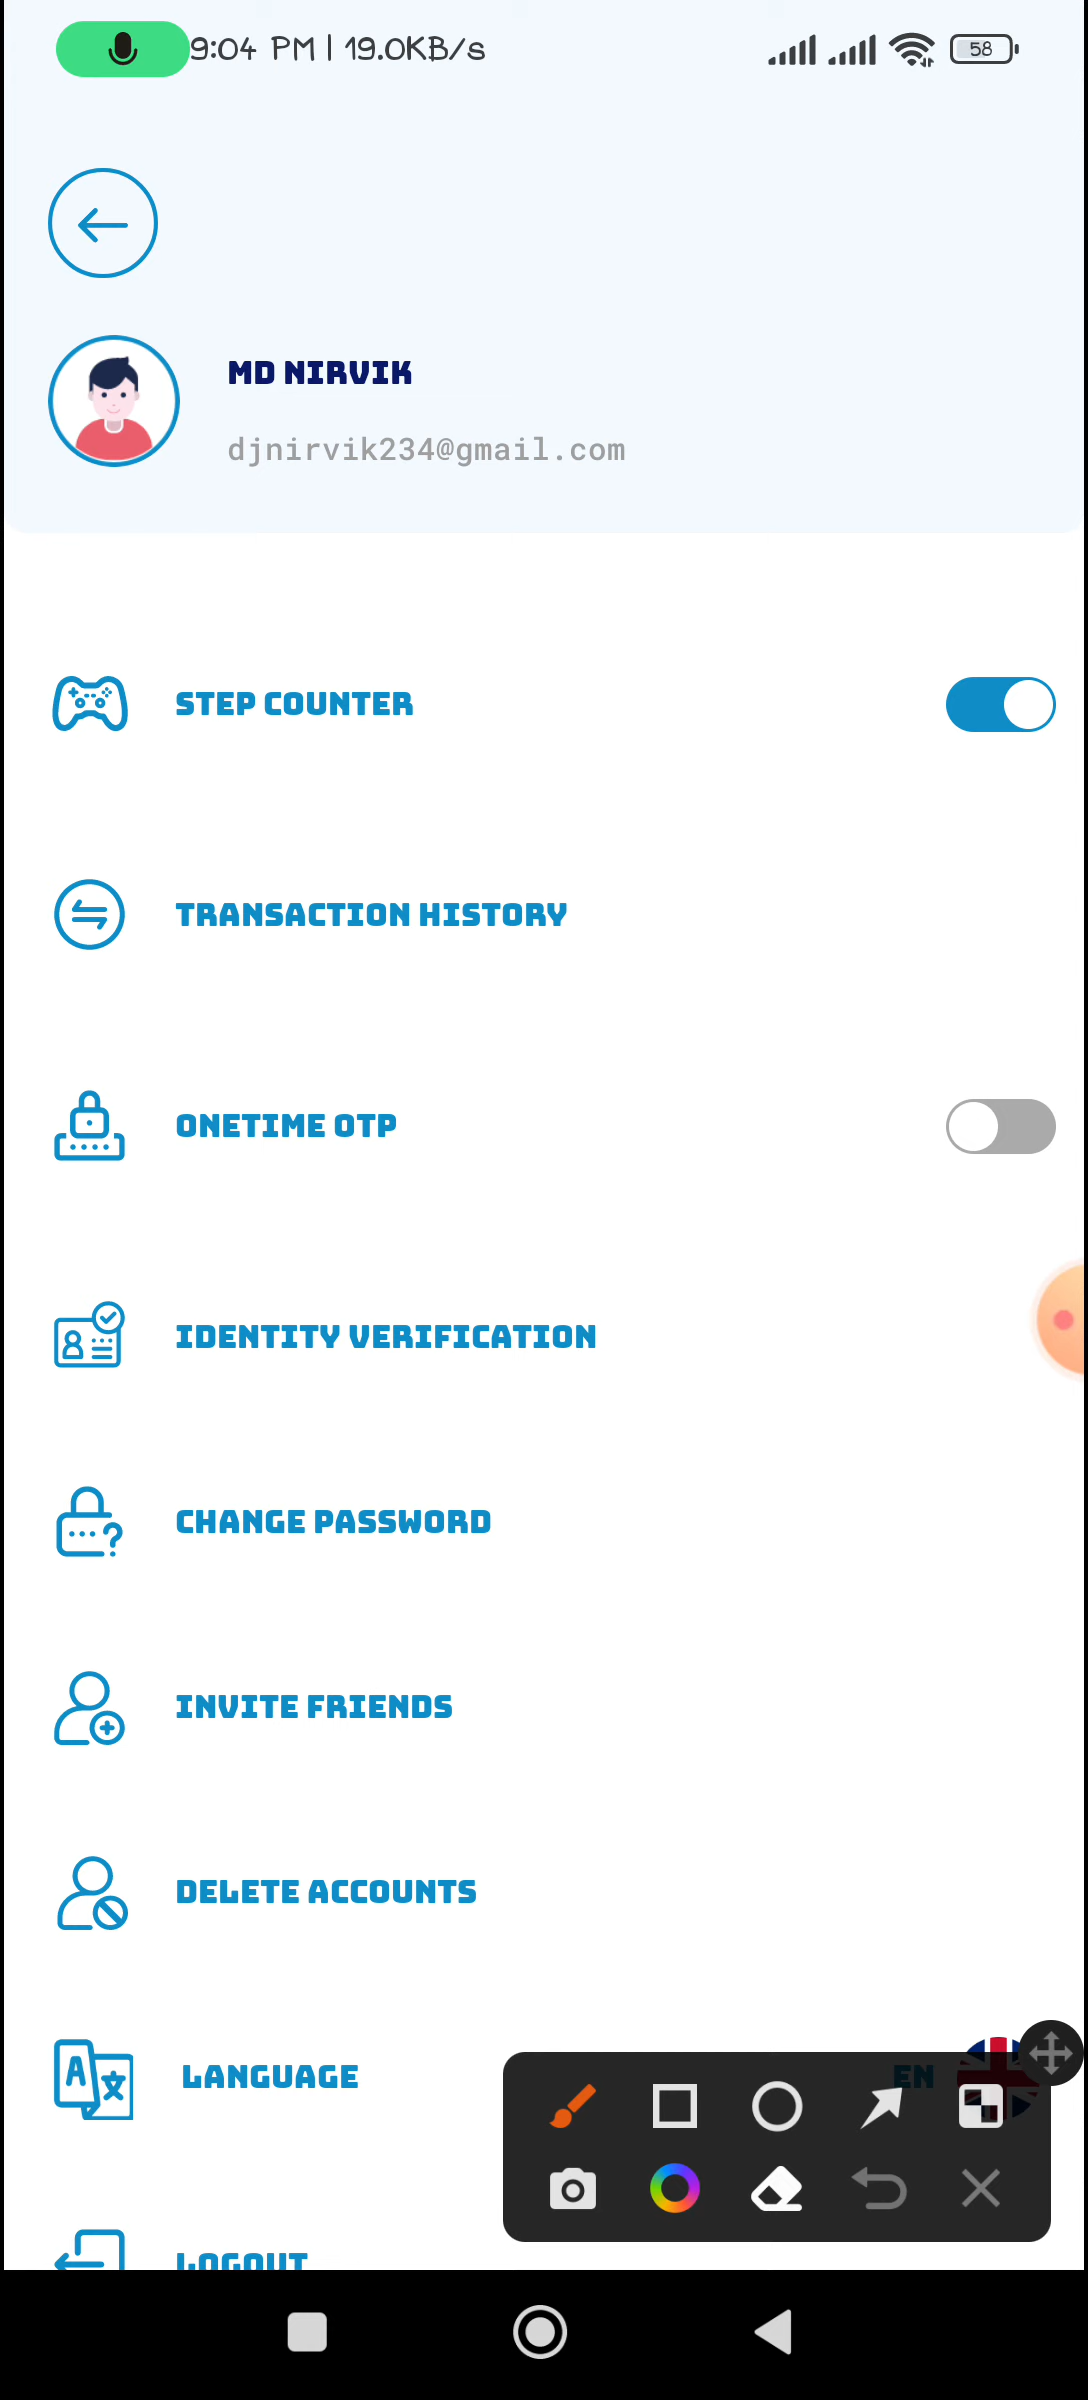 9:04 PM | 19.0KB/s
58
MD NIRVIK
djnirvik234@gmail.com
STEP COUNTER
TRANSACTION HISTORY
ONETIME OTP
IDENTITY VERIFICATION
CHANGE PASSWORD
INVITE FRIENDS
DELETE ACCOUNTS
LANGUAGE
EN
LOGOUT